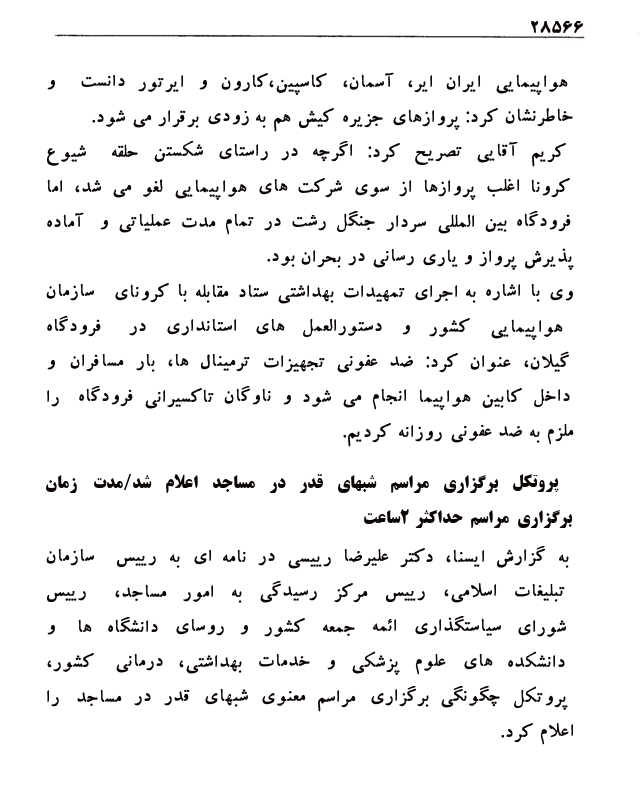 ۲۸۵۶۶
هواپیمایی ایران ایر، آسمان، کاسپین،کارون و ایرتور دانست و
خاطرنشان کرد: پروازهای جزیره کیش هم به زودی برقرار می شود.
کریم آقایی تصریح کرد: اگرچه در راستای شکستن حلقه شیوع
کرونا اغلب پروازها از سوی شرکت های هواپیمایی لغو می شد، اما
فرودگاه بین المللی سردار جنگل رشت در تمام مدت عملیاتی و آماده
پذیرش پرواز و یاری رسانی در بحران بود.
وی با اشاره به اجرای تمهیدات بهداشتی ستاد مقابله با کرونای سازمان
هواپیمایی کشور و دستورالعمل های استانداری در فرودگاه
گیلان، عنوان کرد: ضد عفونی تجهیزات ترمینال ها، بار مسافران و
داخل کابین هواپیما انجام می شود و ناوگان تاکسیرانی فرودگاه را
ملزم به ضد عفونی روزانه کردیم.
پروتکل برگزاری مراسم شبهای قدر در مساجد اعلام شد/مدت زمان
برگزاری مراسم حداکثر ۲ساعت
به گزارش ایسنا، دکتر علیرضا رییسی در نامه ای به رییس سازمان
تبلیغات اسلامی، رییس مرکز رسیدگی به امور مساجد، رییس
شورای سیاستگذاری ائمه جمعه کشور و روسای دانشگاه ها و
دانشکده های علوم پزشکی و خدمات بهداشتی، درمانی کشور،
پروتکل چگونگی برگزاری مراسم معنوی شبهای قدر در مساجد را
اعلام کرد.